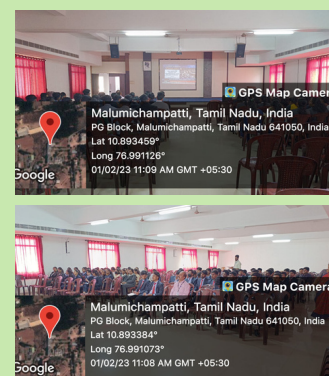 GPS Map Camera
Malumichampatti, Tamil Nadu, India
PG Block, Malumichampatti, Tamil Nadu 641050, India
Lat 10.893459°
Long 76.991126°
01/02/23 11:09 AM GMT +05:30
Google
GPS Map Camera
Malumichampatti, Tamil Nadu, India
PG Block, Malumichampatti, Tamil Nadu 641050, India
Lat 10.893384°
Long 76.991073°
01/02/23 11:08 AM GMT +05:30
Google